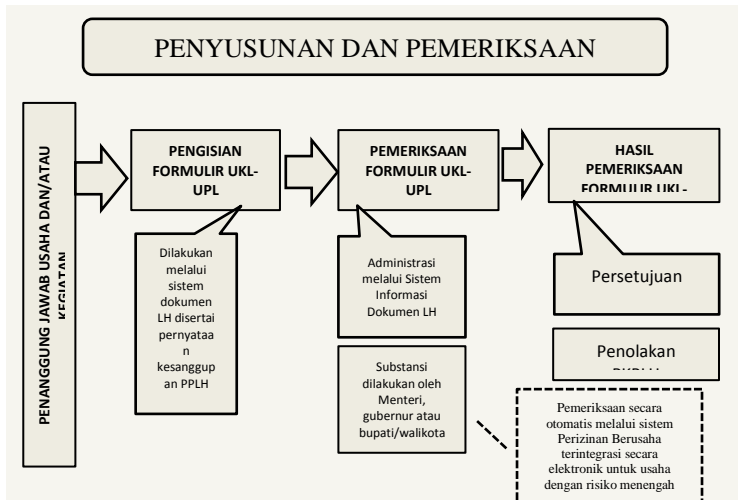 PENYUSUNAN DAN PEMERIKSAAN
PENANGGUNG JAWAB USAHA DAN/ATAU
KEGIATAN
PENGISIAN
FORMULIR UKL-
UPL
PEMERIKSAAN
FORMULIR UKL-
UPL
HASIL
PEMERIKSAAN
FORMULIR UKL-
Dilakukan
melalui
sistem
dokumen
LH disertai
pernyataa
n
kesanggup
an PPLH
Administrasi
melalui Sistem
Informasi
Dokumen LH
Substansi
dilakukan oleh
Menteri,
gubernur atau
bupati/walikota
Persetujuan
Penolakan
Pemeriksaan secara
otomatis melalui sistem
Perizinan Berusaha
terintegrasi secara
elektronik untuk usaha
dengan risiko menengah